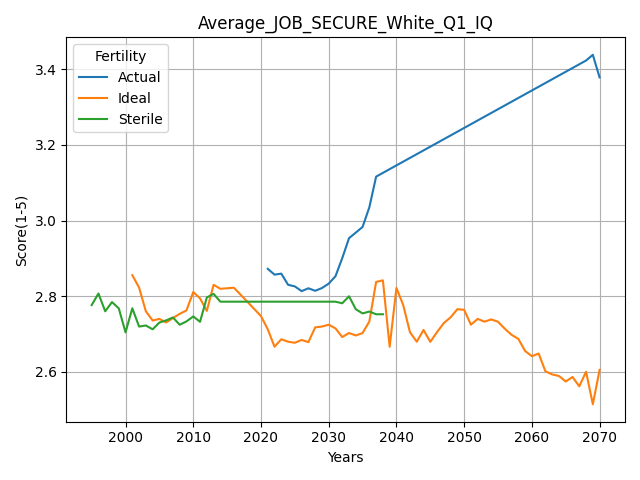 Average_JOB_SECURE_White_Q1_IQ
Fertility
Actual
Ideal
Sterile
Score(1-5)
3.4
3.2
3.0
2.8
2.6
2000
2010
2020
2030
2040
2050
2060
2070
Years